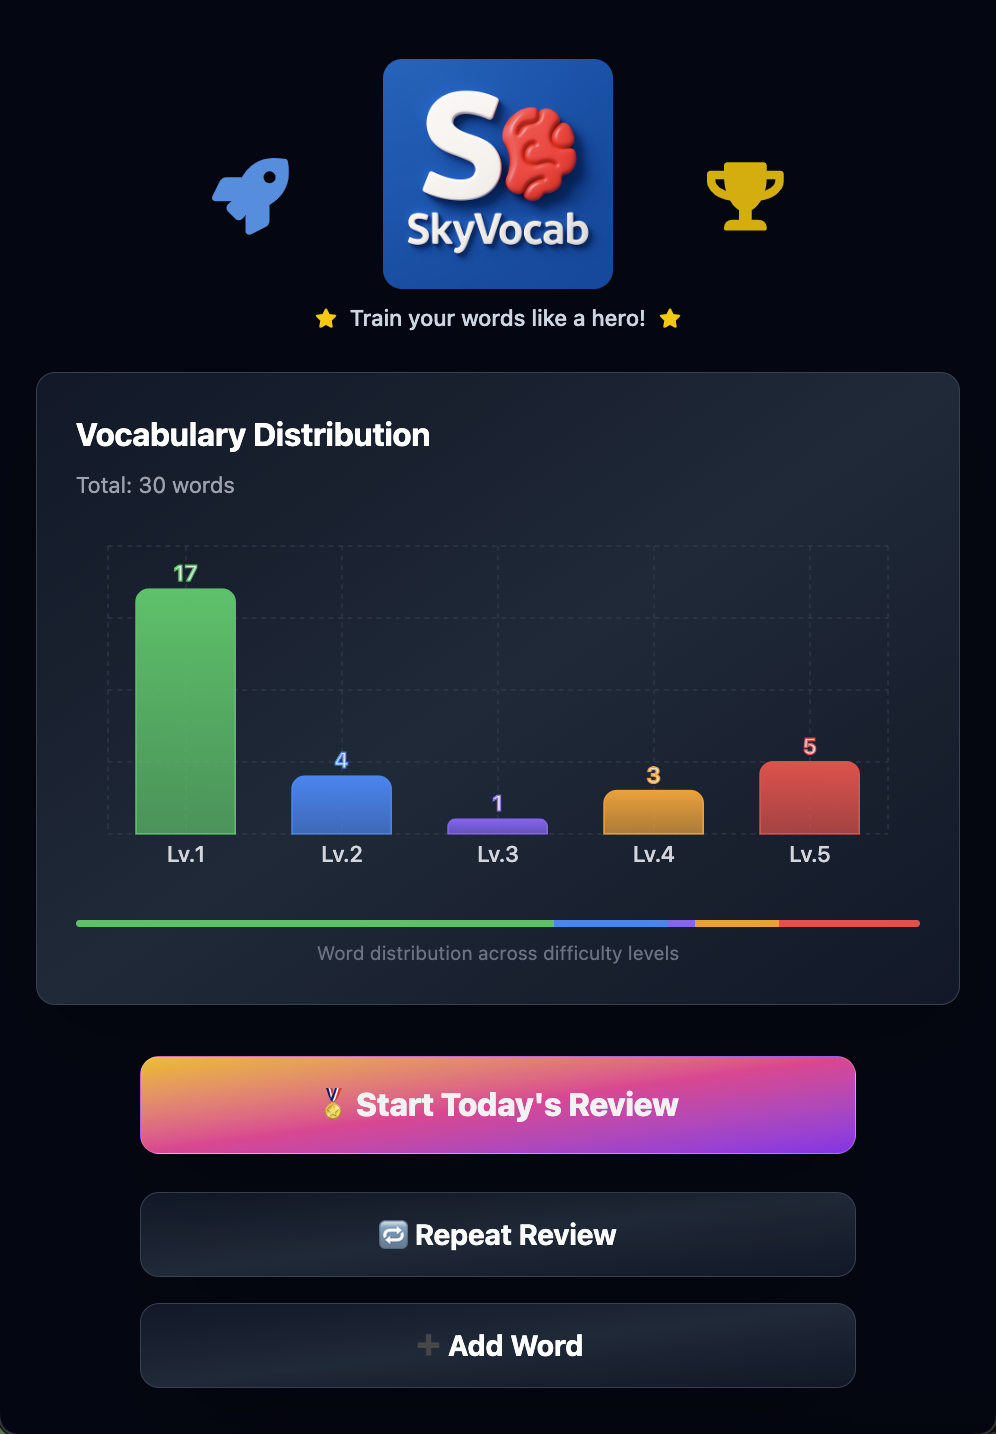 S
SkyVocab
Train your words like a hero!
Vocabulary Distribution
Total: 30 words
17
4
1
3
5
Lv.1 Lv.2 Lv.3 Lv.4 Lv.5
Word distribution across difficulty levels
Start Today's Review
Repeat Review
Add Word